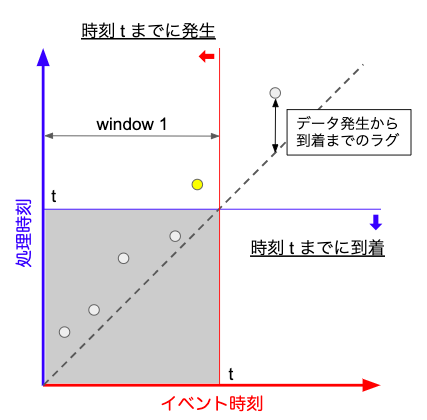 時刻 t までに発生
window 1
データ発生から
到着までのラグ
t
処理時刻
時刻 t までに到着
t
イベント時刻